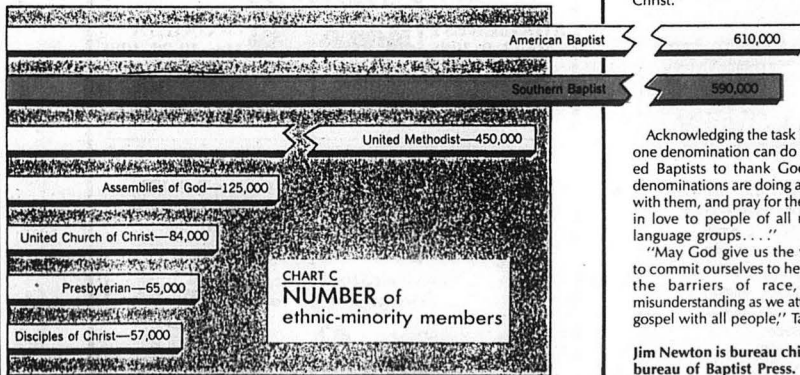 American Baptist 610,000
Southern Baptist 590,000
United Methodist—450,000
Assemblies of God—125,000
United Church of Christ—84,000
Presbyterian—65,000
Disciples of Christ—57,000
CHART C
NUMBER of
ethnic-minority members
Christ.
Acknowledging the task
one denomination can do
ed Baptists to thank God
denominations are doing a
with them, and pray for the
in love to people of all
language groups. . . ."
"May God give us the
to commit ourselves to he
the barriers of race,
misunderstanding as we at
gospel with all people," Ta
Jim Newton is bureau chi
bureau of Baptist Press.